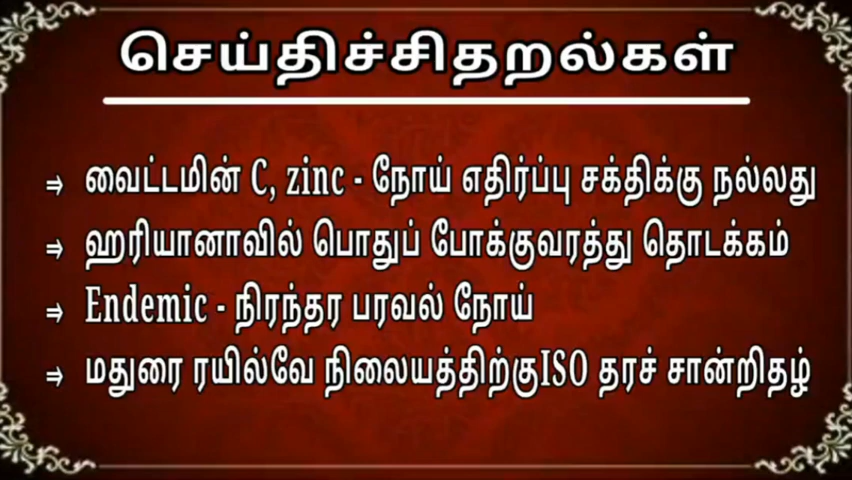 செய்திச்சிதறல்கள்
⇒ வைட்டமின் C, zinc - நோய் எதிர்ப்பு சக்திக்கு நல்லது
⇒ ஹரியானாவில் பொதுப் போக்குவரத்து தொடக்கம்
⇒ Endemic - நிரந்தர பரவல் நோய்
⇒ மதுரை ரயில்வே நிலையத்திற்குISO தரச் சான்றிதழ்